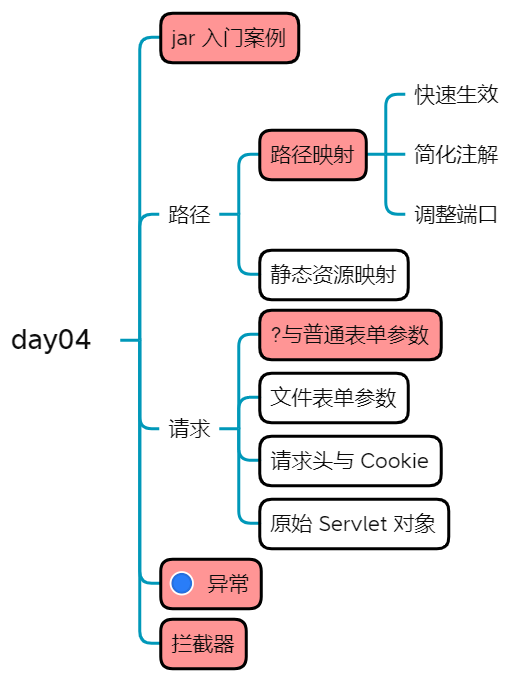 day04
jar 入门案例
路径
路径映射
快速生效
简化注解
调整端口
静态资源映射
请求
?与普通表单参数
文件表单参数
请求头与 Cookie
原始 Servlet 对象
异常
拦截器